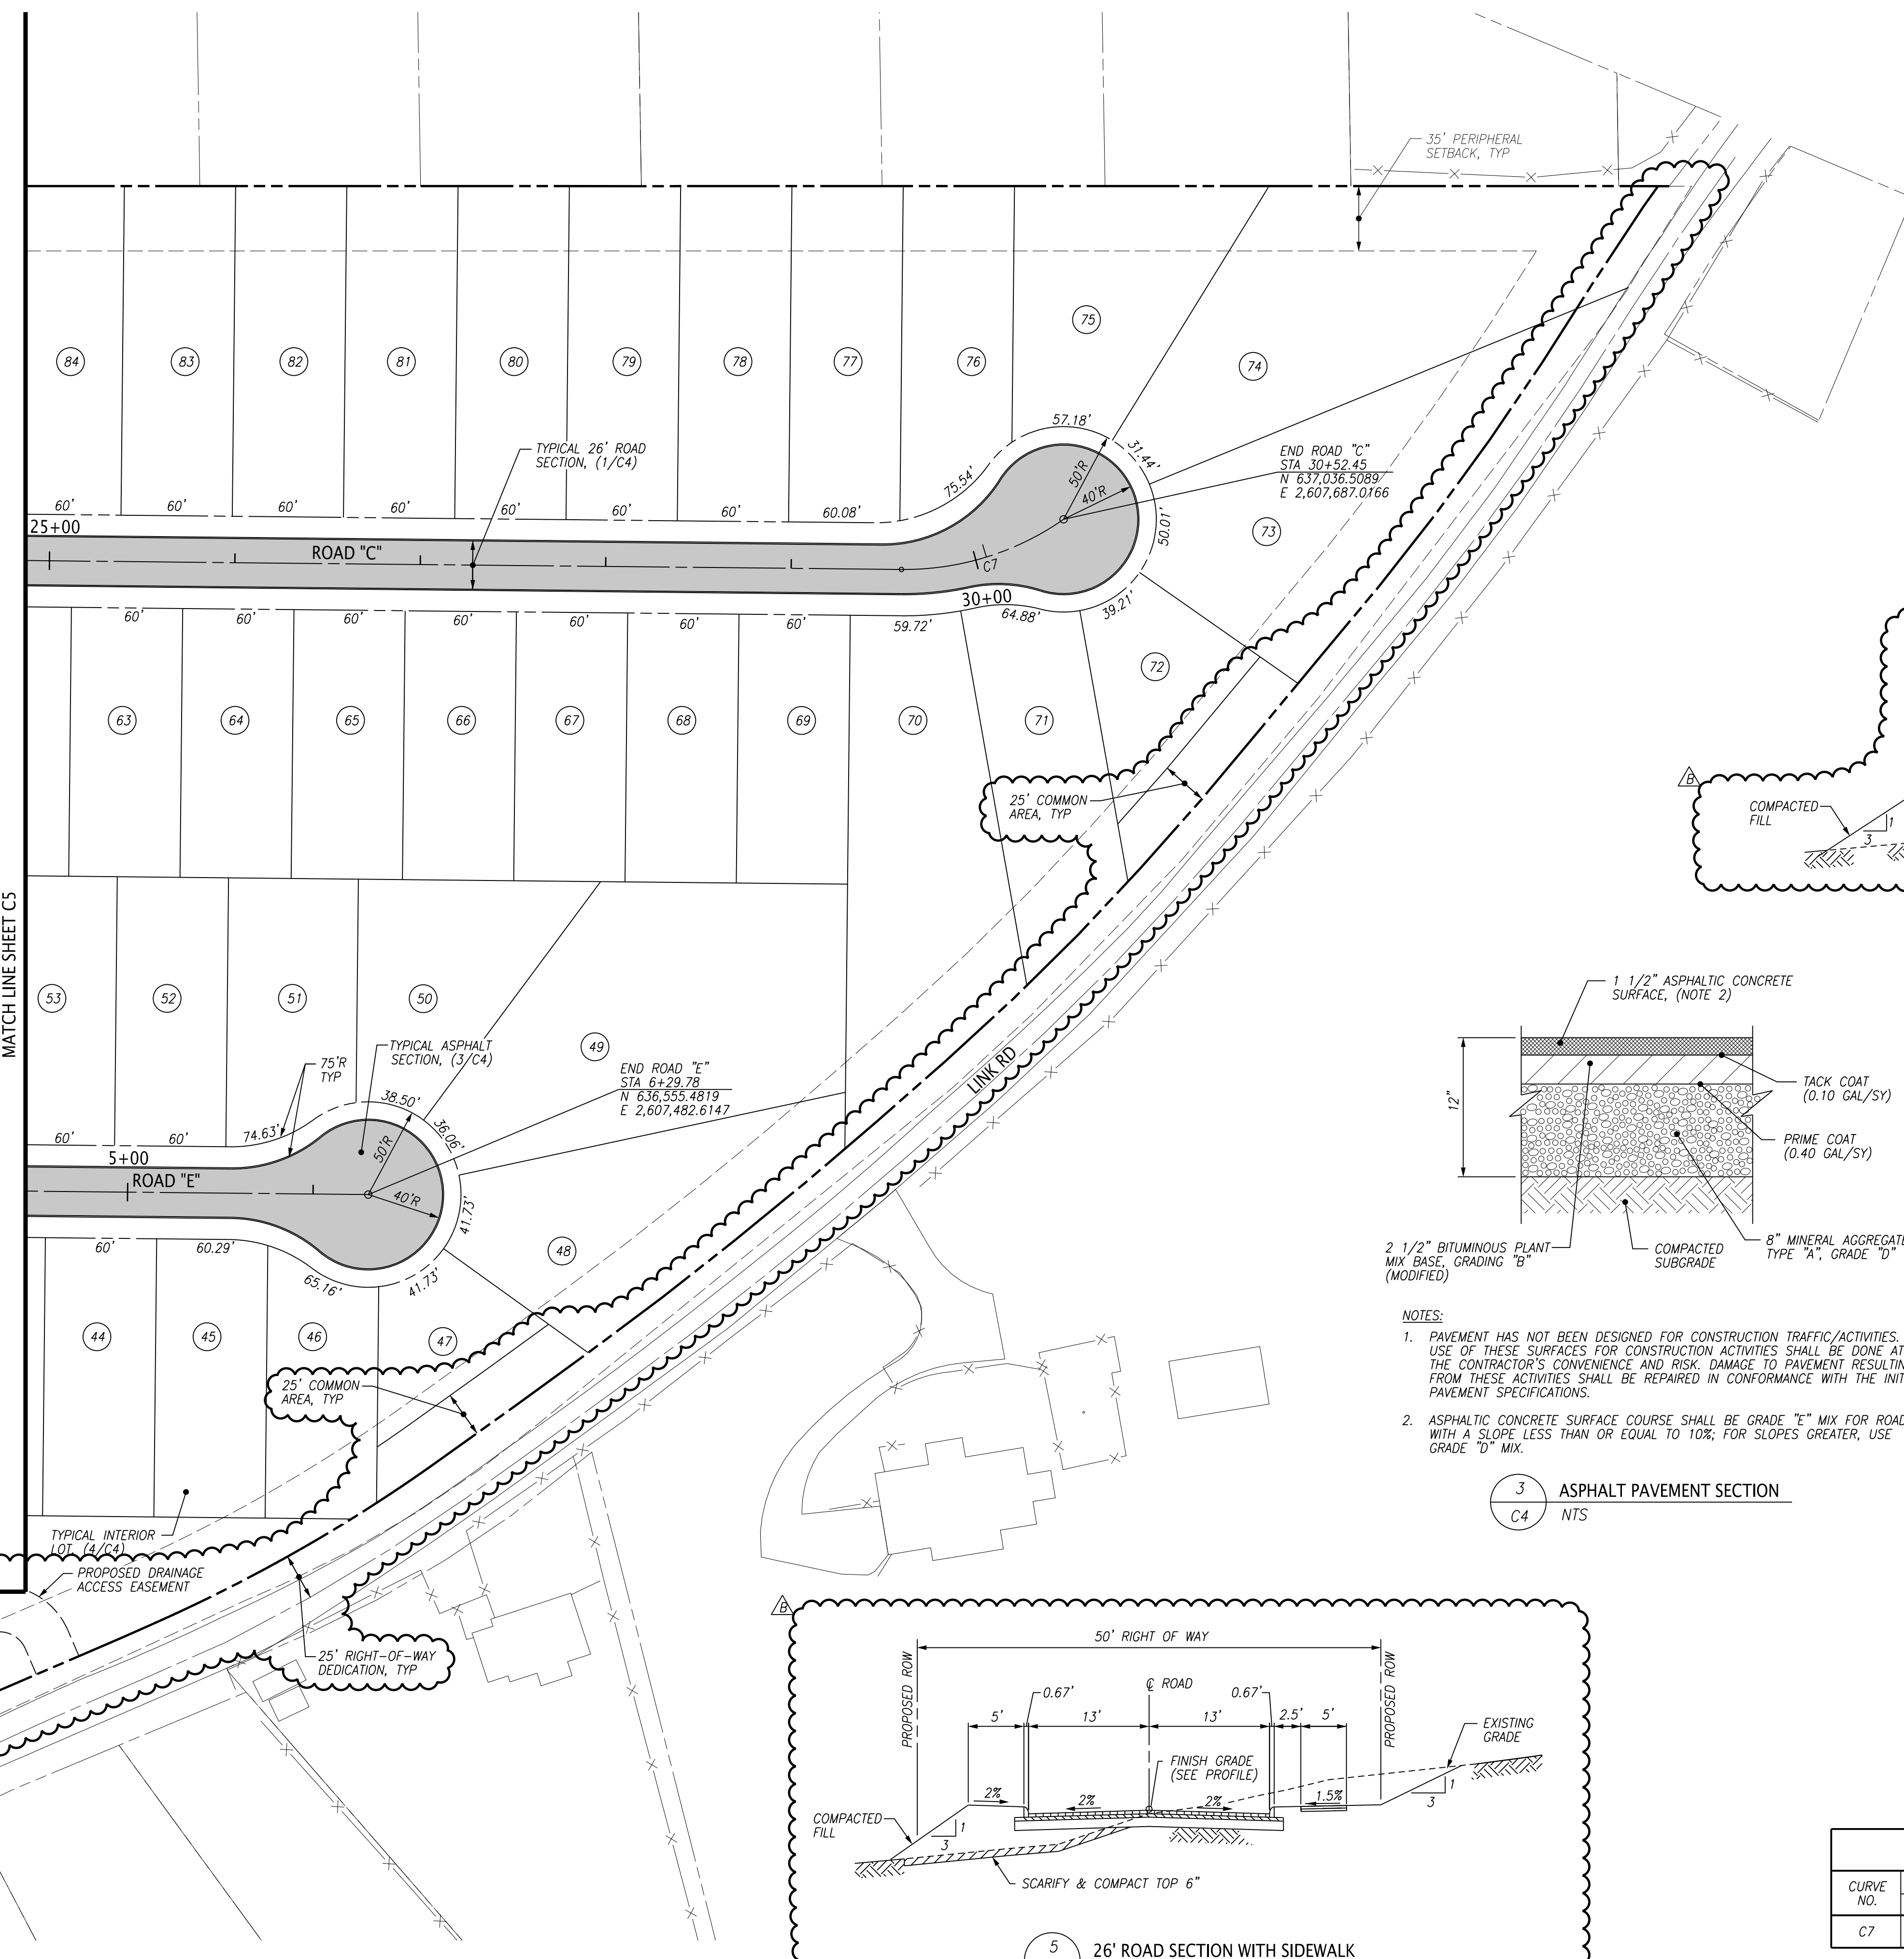 35' PERIPHERAL
SETBACK, TYP
84
83
82
81
80
79
78
77
76
75
74
TYPICAL 26' ROAD
SECTION, (1/C4)
57.18'
31.44'
75.54'
50'R
40'R
50.01'
39.21'
END ROAD "C"
STA 30+52.45
N 637,036.5089
E 2,607,687.0166
73
60'
60'
60'
60'
60'
60'
60'
60.08'
25+00
ROAD "C"
C7
30+00
60'
60'
60'
60'
60'
60'
60'
59.72'
64.88'
72
63
64
65
66
67
68
69
70
71
25' COMMON
AREA, TYP
B
COMPACTED
FILL
1
3
MATCH LINE SHEET C5
53
52
51
50
49
75'R
TYP
TYPICAL ASPHALT
SECTION, (3/C4)
END ROAD "E"
STA 6+29.78
N 636,555.4819
E 2,607,482.6147
LINK RD
38.50'
36.06'
74.63'
50'R
40'R
41.73'
41.73'
65.16'
60'
60'
5+00
ROAD "E"
60'
60.29'
48
44
45
46
47
25' COMMON
AREA, TYP
TYPICAL INTERIOR
LOT, (4/C4)
PROPOSED DRAINAGE
ACCESS EASEMENT
25' RIGHT-OF-WAY
DEDICATION, TYP
1 1/2" ASPHALTIC CONCRETE
SURFACE, (NOTE 2)
12"
TACK COAT
(0.10 GAL/SY)
PRIME COAT
(0.40 GAL/SY)
2 1/2" BITUMINOUS PLANT
MIX BASE, GRADING "B"
(MODIFIED)
COMPACTED
SUBGRADE
8" MINERAL AGGREGATE
TYPE "A", GRADE "D"
NOTES:
1. PAVEMENT HAS NOT BEEN DESIGNED FOR CONSTRUCTION TRAFFIC/ACTIVITIES.
USE OF THESE SURFACES FOR CONSTRUCTION ACTIVITIES SHALL BE DONE AT
THE CONTRACTOR'S CONVENIENCE AND RISK. DAMAGE TO PAVEMENT RESULTIN
FROM THESE ACTIVITIES SHALL BE REPAIRED IN CONFORMANCE WITH THE INIT
PAVEMENT SPECIFICATIONS.
2. ASPHALTIC CONCRETE SURFACE COURSE SHALL BE GRADE "E" MIX FOR ROAD
WITH A SLOPE LESS THAN OR EQUAL TO 10%; FOR SLOPES GREATER, USE
GRADE "D" MIX.
3
C4
ASPHALT PAVEMENT SECTION
NTS
B
50' RIGHT OF WAY
PROPOSED ROW
PROPOSED ROW
℄ ROAD
0.67'
0.67'
5'
13'
13'
2.5'
5'
EXISTING
GRADE
FINISH GRADE
(SEE PROFILE)
2%
2%
2%
1.5%
1
3
COMPACTED
FILL
1
3
SCARIFY & COMPACT TOP 6"
5
26' ROAD SECTION WITH SIDEWALK
CURVE
NO.
C7